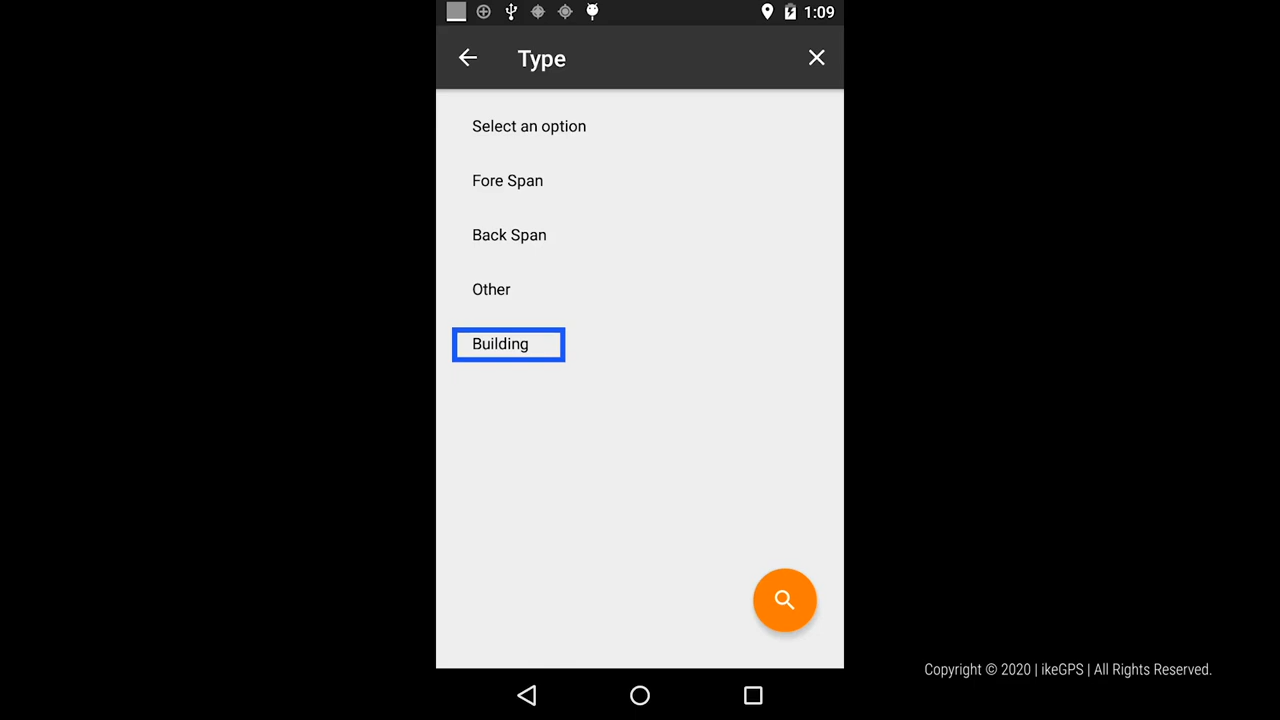 1:09
Type
Select an option
Fore Span
Back Span
Other
Building
Copyright © 2020 | ikeGPS | All Rights Reserved.